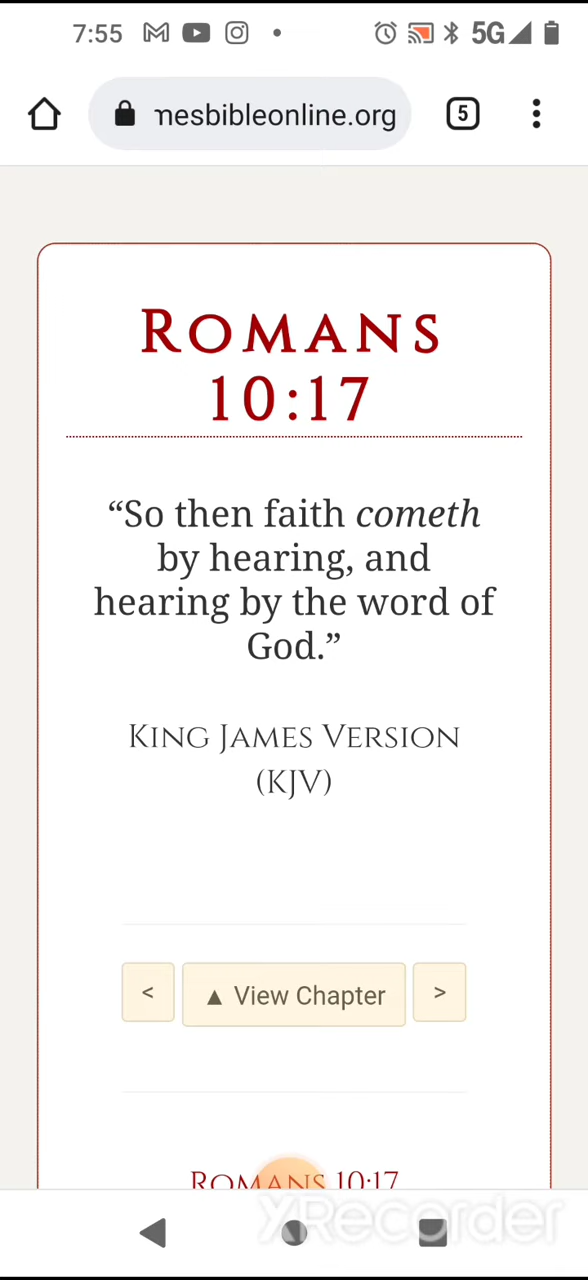 7:55 5G
nesbibleonline.org 5
ROMANS
10:17
“So then faith cometh
by hearing, and
hearing by the word of
God.”
KING JAMES VERSION
(KJV)
< ▲ View Chapter >
ROMANS 10:17
XRecorder